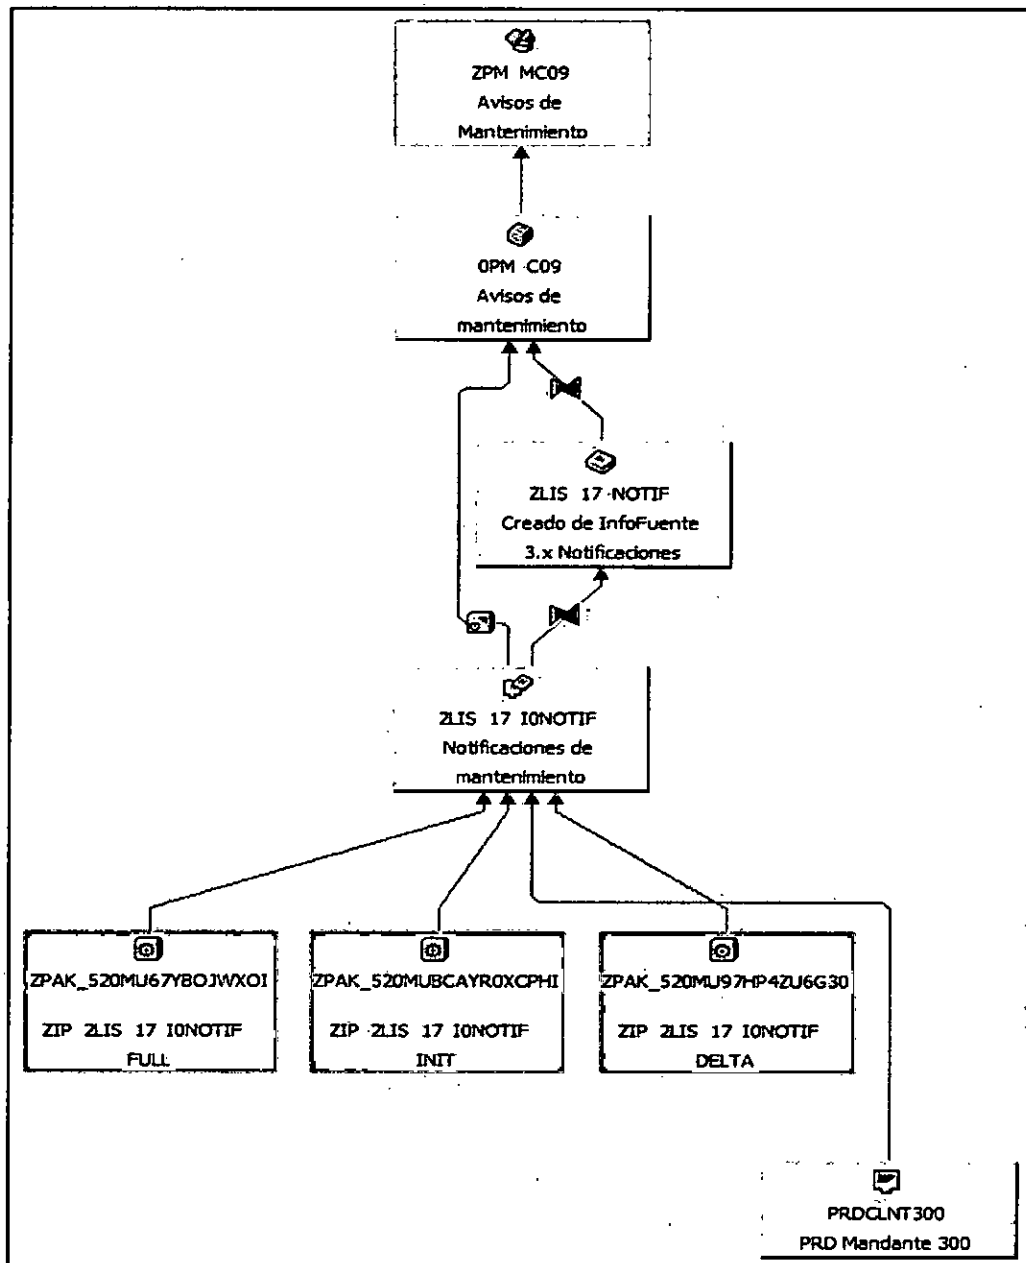 ZPM MC09
Avisos de
Mantenimiento
0PM C09
Avisos de
mantenimiento
ZLIS 17 NOTIF
Creado de InfoFuente
3.x Notificaciones
2LIS 17 I0NOTIF
Notificaciones de
mantenimiento
ZPAK_520MU67YBOJWXOI
ZIP 2LIS 17 I0NOTIF
FULL
ZPAK_520MUBCAYR0XCPHI
ZIP 2LIS 17 I0NOTIF
INIT
ZPAK_520MU97HP4ZU6G30
ZIP 2LIS 17 I0NOTIF
DELTA
PRDCLNT300
PRD Mandante 300